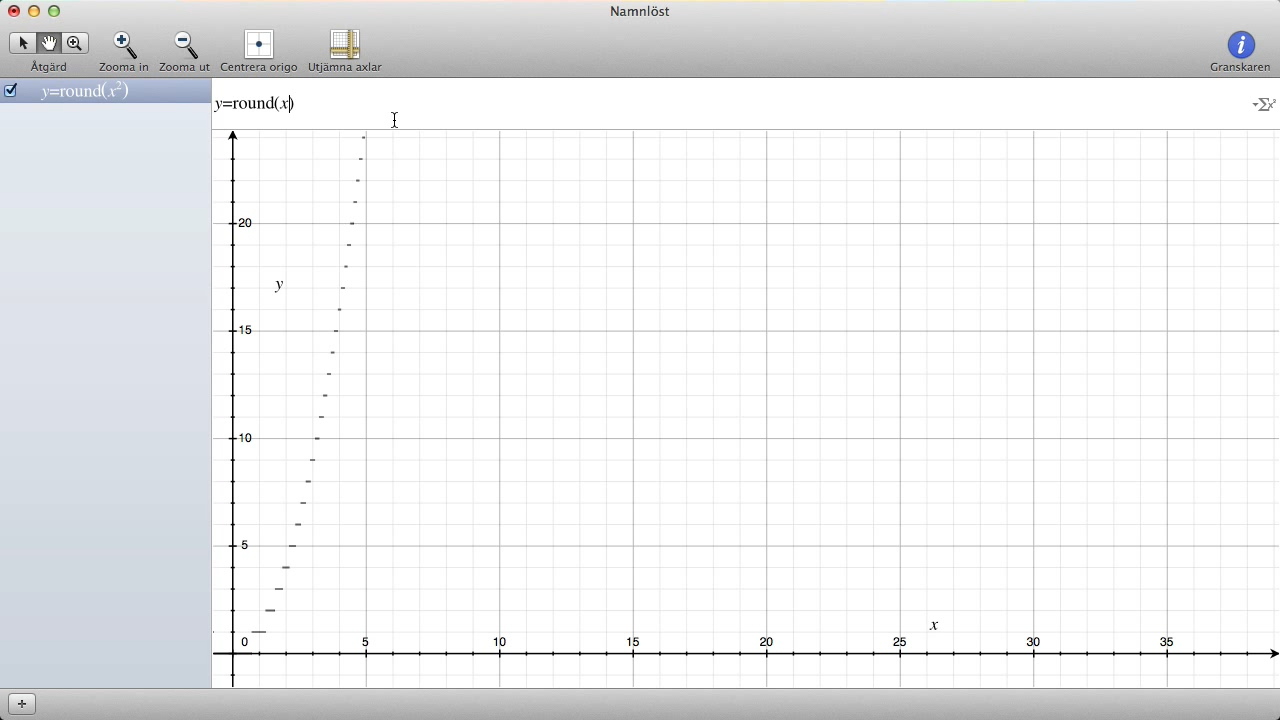 Namnlöst
Åtgärd Zooma in Zooma ut Centrera origo Utjämna axlar Granskaren
y=round(x²)
y=round(x)
Σx²
20
y
15
10
5
x
0 5 10 15 20 25 30 35